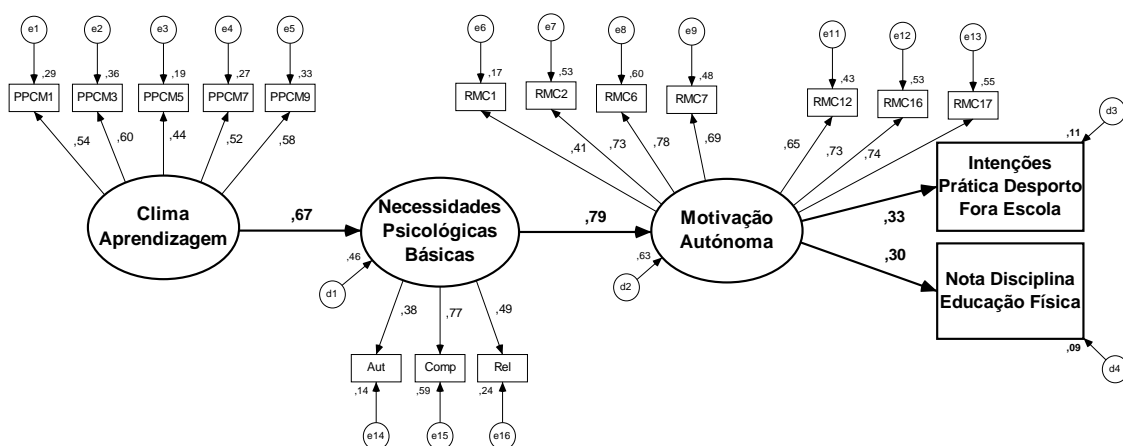 e1
e2
e3
e4
e5
,29
,36
,19
,27
,33
PPCM1
PPCM3
PPCM5
PPCM7
PPCM9
,54
,60
,44
,52
,58
Clima
Aprendizagem
,67
e6
e7
e8
e9
,17
,53
,60
,48
RMC1
RMC2
RMC6
RMC7
,41
,73
,78
,69
e11
e12
e13
,43
,53
,55
RMC12
RMC16
RMC17
,65
,73
,74
Necessidades
Psicológicas
Básicas
,46
d1
,79
Motivação
Autónoma
,63
d2
,38
,77
,49
Aut
Comp
Rel
,14
,59
,24
e14
e15
e16
,33
,30
d3
,11
Intenções
Prática Desporto
Fora Escola
Nota Disciplina
Educação Física
,09
d4